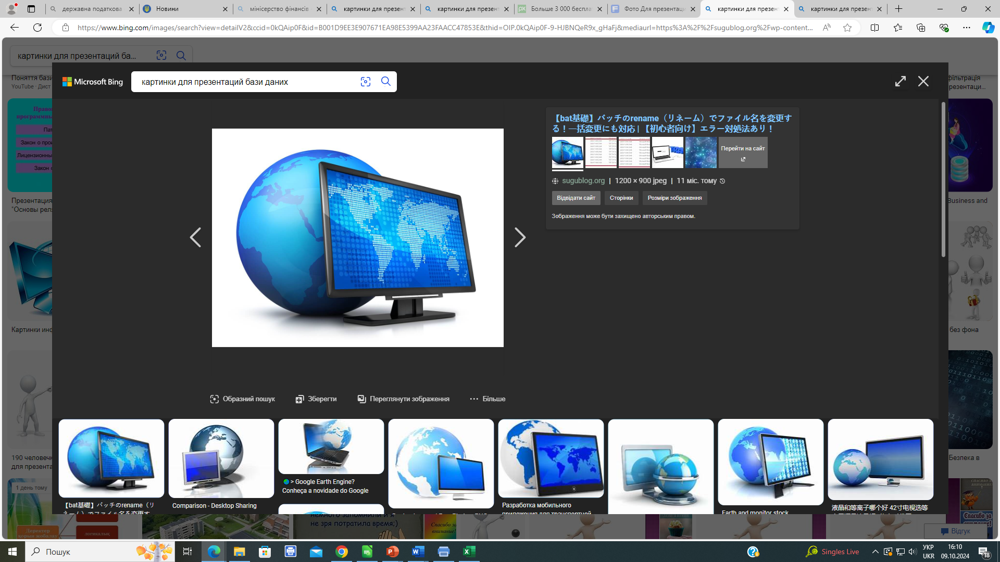 державна податкова
Новини
мінісерство фінансів
картинки для презент
картинки для презент
Больше 3 000 беспла
Фото Для презентаци
картинки для презент
картинки для презент
https://www.bing.com/images/search?view=detailV2&ccid=0kQAip0F&id=B001D9EE3E907671EA98E5399AA23FAACC47853E&thid=OIP.0kQAip0F-9-HJBNQeR9x_gHaFj&mediaurl=https%3A%2F%2Fsugublog.org%2Fwp-content...
картинки для презентаций ба...
Поняття бази
YouTube · Дист
фільтрація
резентаци...
Microsoft Bing
картинки для презентаций бази даних
Право
программны
Пат
Закон о прои
Лицензионны
Закон о
Презентация
"Основы реля
Business and
【bat基礎】バッチのrename（リネーム）でファイル名を変更す
る！一括変更にも対応 | 【初心者向け】エラー対処法あり！
Перейти на сайт
sugublog.org | 1200 × 900 jpeg | 11 міс. тому
Відвідати сайт
Сторінки
Розміри зображення
Зображення може бути захищено авторським правом.
Картинки инф
без фона
190 человечк
для презента
Безпека в
Образний пошук
Зберегти
Переглянути зображення
Більше
1 день тому
【bat基礎】バッチのrename（リ
ネーム）でファイル名を変更す
Comparison - Desktop Sharing
> Google Earth Engine?
Conheça a novidade do Google
Разработка мобильного
приложения для транспортной
Earth and monitor stock
液晶和等离子哪个好 42寸电视选等
Деректер
қорын жобалау
логикалық
немного запомнили и я
не зря потратила время;)
Спасибо за
внимание!
Спасибо
внимание
Спасибо за
Відгук
Пошук
Singles Live
УКР
UKR
16:10
09.10.2024
18